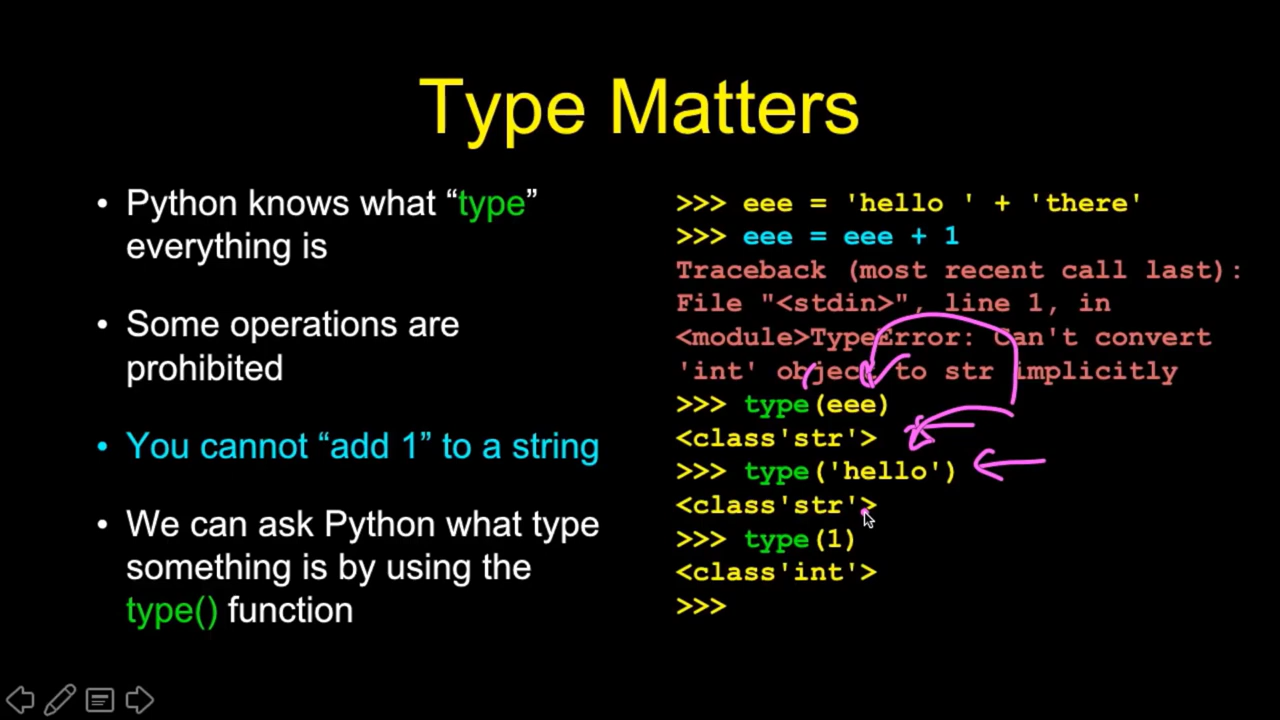 Type Matters
• Python knows what “type”
everything is
• Some operations are
prohibited
• You cannot “add 1” to a string
• We can ask Python what type
something is by using the
type() function
>>> eee = 'hello ' + 'there'
>>> eee = eee + 1
Traceback (most recent call last):
File "<stdin>", line 1, in
<module>TypeError: Can't convert
'int' object to str implicitly
>>> type(eee)
<class'str'>
>>> type('hello')
<class'str'>
>>> type(1)
<class'int'>
>>>